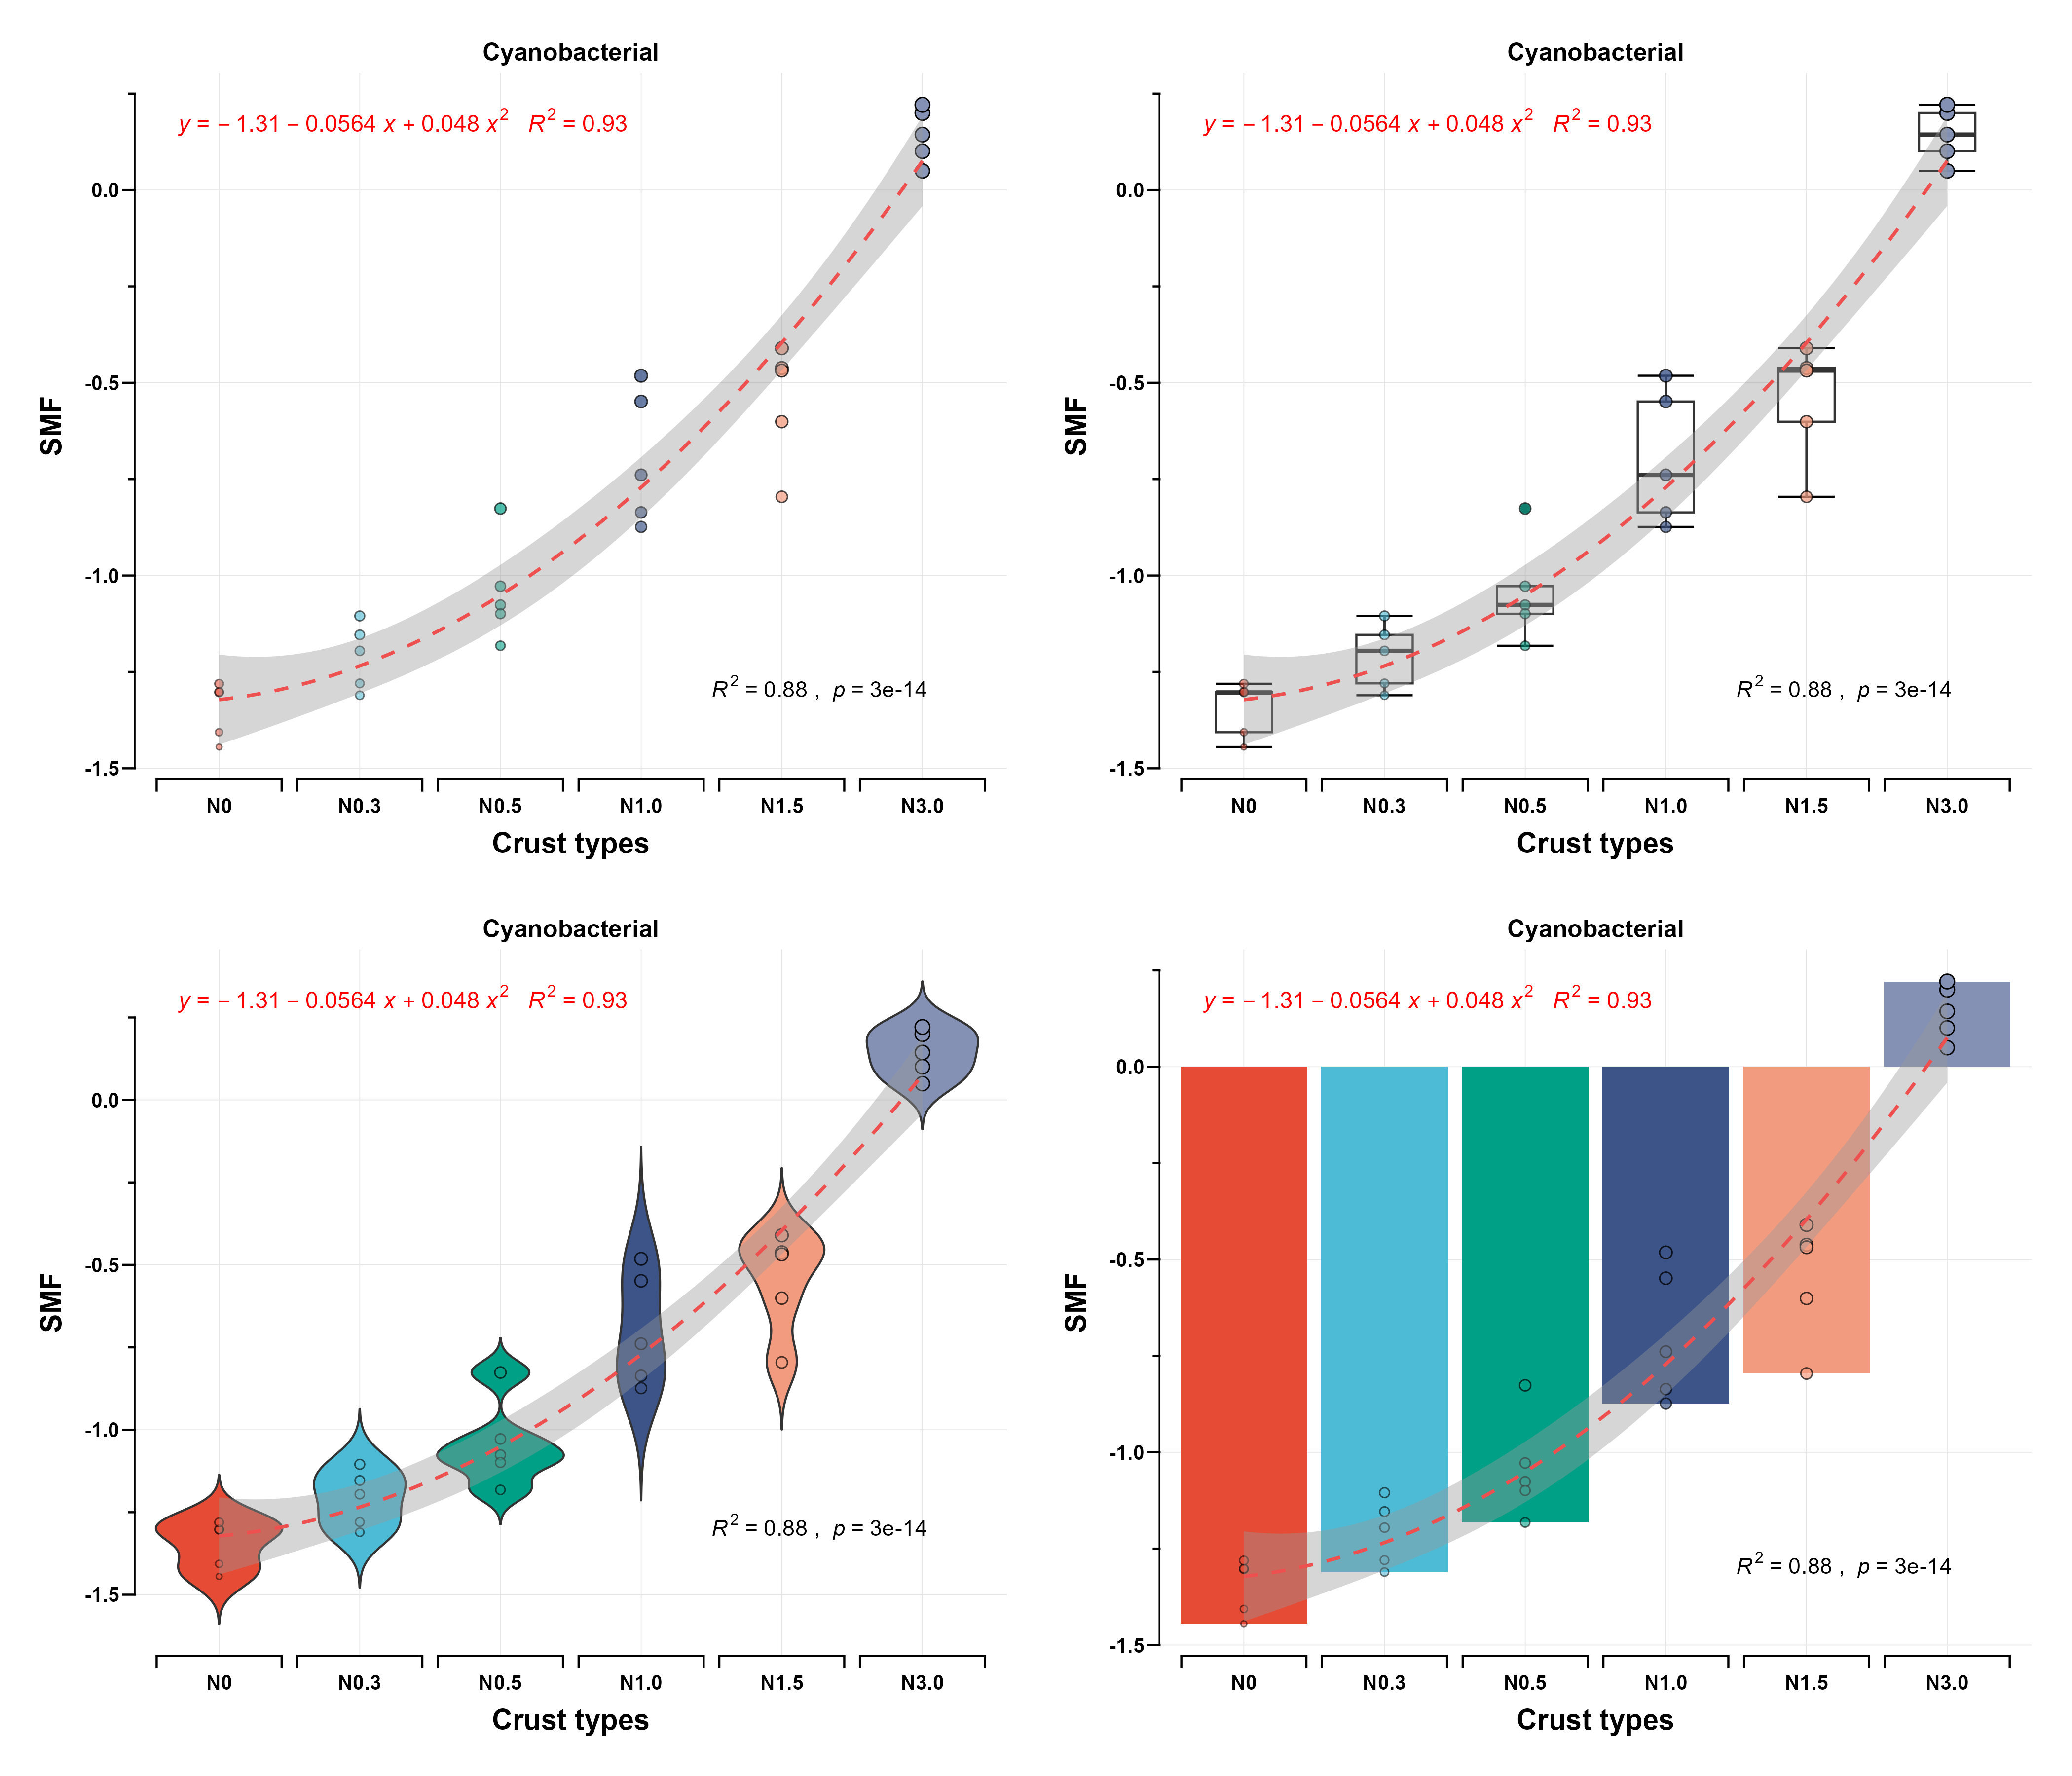 Cyanobacterial
y = − 1.31 − 0.0564 x + 0.048 x² R² = 0.93
0.0
-0.5
-1.0
-1.5
SMF
R² = 0.88 , p = 3e-14
N0 N0.3 N0.5 N1.0 N1.5 N3.0
Crust types
Cyanobacterial
y = − 1.31 − 0.0564 x + 0.048 x² R² = 0.93
0.0
-0.5
-1.0
-1.5
SMF
R² = 0.88 , p = 3e-14
N0 N0.3 N0.5 N1.0 N1.5 N3.0
Crust types
Cyanobacterial
y = − 1.31 − 0.0564 x + 0.048 x² R² = 0.93
0.0
-0.5
-1.0
-1.5
SMF
R² = 0.88 , p = 3e-14
N0 N0.3 N0.5 N1.0 N1.5 N3.0
Crust types
Cyanobacterial
y = − 1.31 − 0.0564 x + 0.048 x² R² = 0.93
0.0
-0.5
-1.0
-1.5
SMF
R² = 0.88 , p = 3e-14
N0 N0.3 N0.5 N1.0 N1.5 N3.0
Crust types